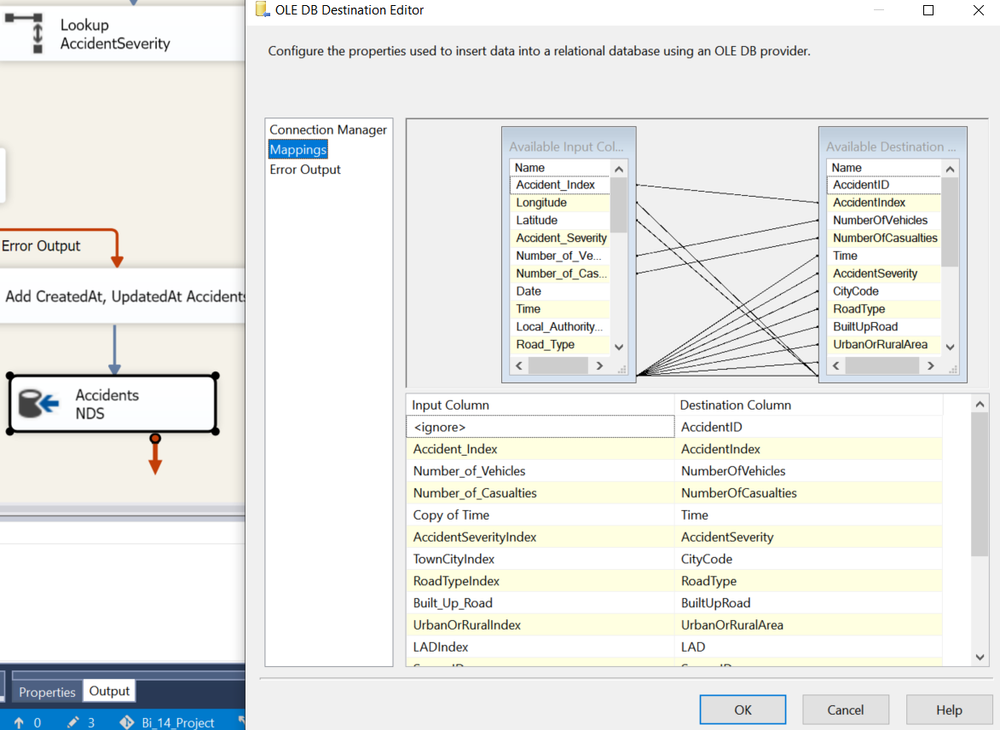 Lookup
AccidentSeverity
Error Output
Add CreatedAt, UpdatedAt Accidents
Accidents
NDS
Properties
Output
0
3
Bi_14_Project
OLE DB Destination Editor
Configure the properties used to insert data into a relational database using an OLE DB provider.
Connection Manager
Mappings
Error Output
Available Input Col...
Name
Accident_Index
Longitude
Latitude
Accident_Severity
Number_of_Ve...
Number_of_Cas...
Date
Time
Local_Authority...
Road_Type
Available Destination ...
Name
AccidentID
AccidentIndex
NumberOfVehicles
NumberOfCasualties
Time
AccidentSeverity
CityCode
RoadType
BuiltUpRoad
UrbanOrRuralArea
Input Column Destination Column
<ignore> AccidentID
Accident_Index AccidentIndex
Number_of_Vehicles NumberOfVehicles
Number_of_Casualties NumberOfCasualties
Copy of Time Time
AccidentSeverityIndex AccidentSeverity
TownCityIndex CityCode
RoadTypeIndex RoadType
Built_Up_Road BuiltUpRoad
UrbanOrRuralIndex UrbanOrRuralArea
LADIndex LAD
OK
Cancel
Help